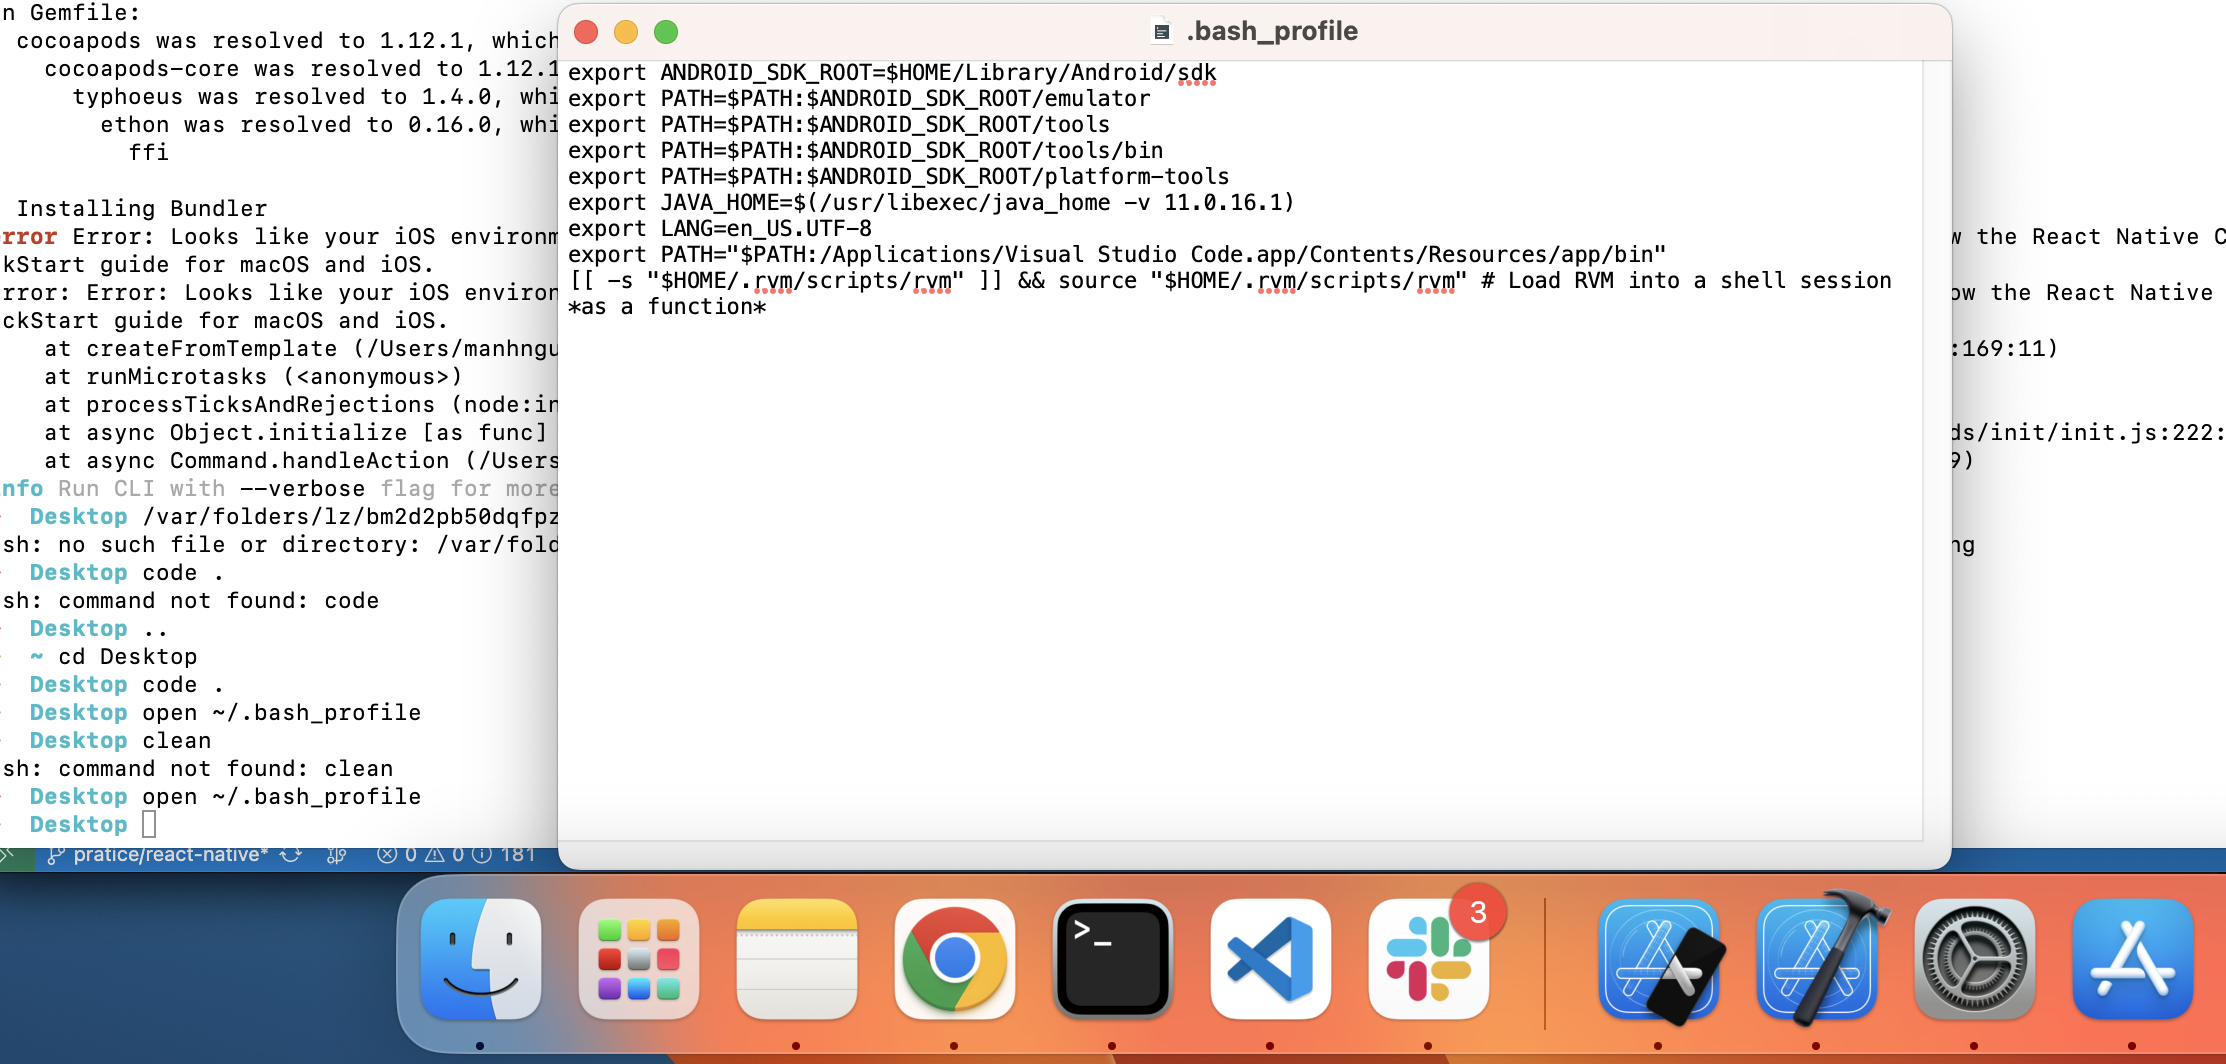 n Gemfile:
cocoapods was resolved to 1.12.1, which
cocoapods-core was resolved to 1.12.1
typhoeus was resolved to 1.4.0, whi
ethon was resolved to 0.16.0, whi
ffi
Installing Bundler
rror Error: Looks like your iOS environm
w the React Native C
kStart guide for macOS and iOS.
rror: Error: Looks like your iOS environ
ow the React Native
ckStart guide for macOS and iOS.
at createFromTemplate (/Users/manhngu
:169:11)
at runMicrotasks (<anonymous>)
at processTicksAndRejections (node:in
at async Object.initialize [as func]
ds/init/init.js:222:
at async Command.handleAction (/Users
9)
nfo Run CLI with --verbose flag for more
Desktop /var/folders/lz/bm2d2pb50dqfpz
sh: no such file or directory: /var/fold
ng
Desktop code .
sh: command not found: code
Desktop ..
~ cd Desktop
Desktop code .
Desktop open ~/.bash_profile
Desktop clean
sh: command not found: clean
Desktop open ~/.bash_profile
Desktop
pratice/react-native* 0 0 181
.bash_profile
export ANDROID_SDK_ROOT=$HOME/Library/Android/sdk
export PATH=$PATH:$ANDROID_SDK_ROOT/emulator
export PATH=$PATH:$ANDROID_SDK_ROOT/tools
export PATH=$PATH:$ANDROID_SDK_ROOT/tools/bin
export PATH=$PATH:$ANDROID_SDK_ROOT/platform-tools
export JAVA_HOME=$(/usr/libexec/java_home -v 11.0.16.1)
export LANG=en_US.UTF-8
export PATH="$PATH:/Applications/Visual Studio Code.app/Contents/Resources/app/bin"
[[ -s "$HOME/.rvm/scripts/rvm" ]] && source "$HOME/.rvm/scripts/rvm" # Load RVM into a shell session
*as a function*
>_
3